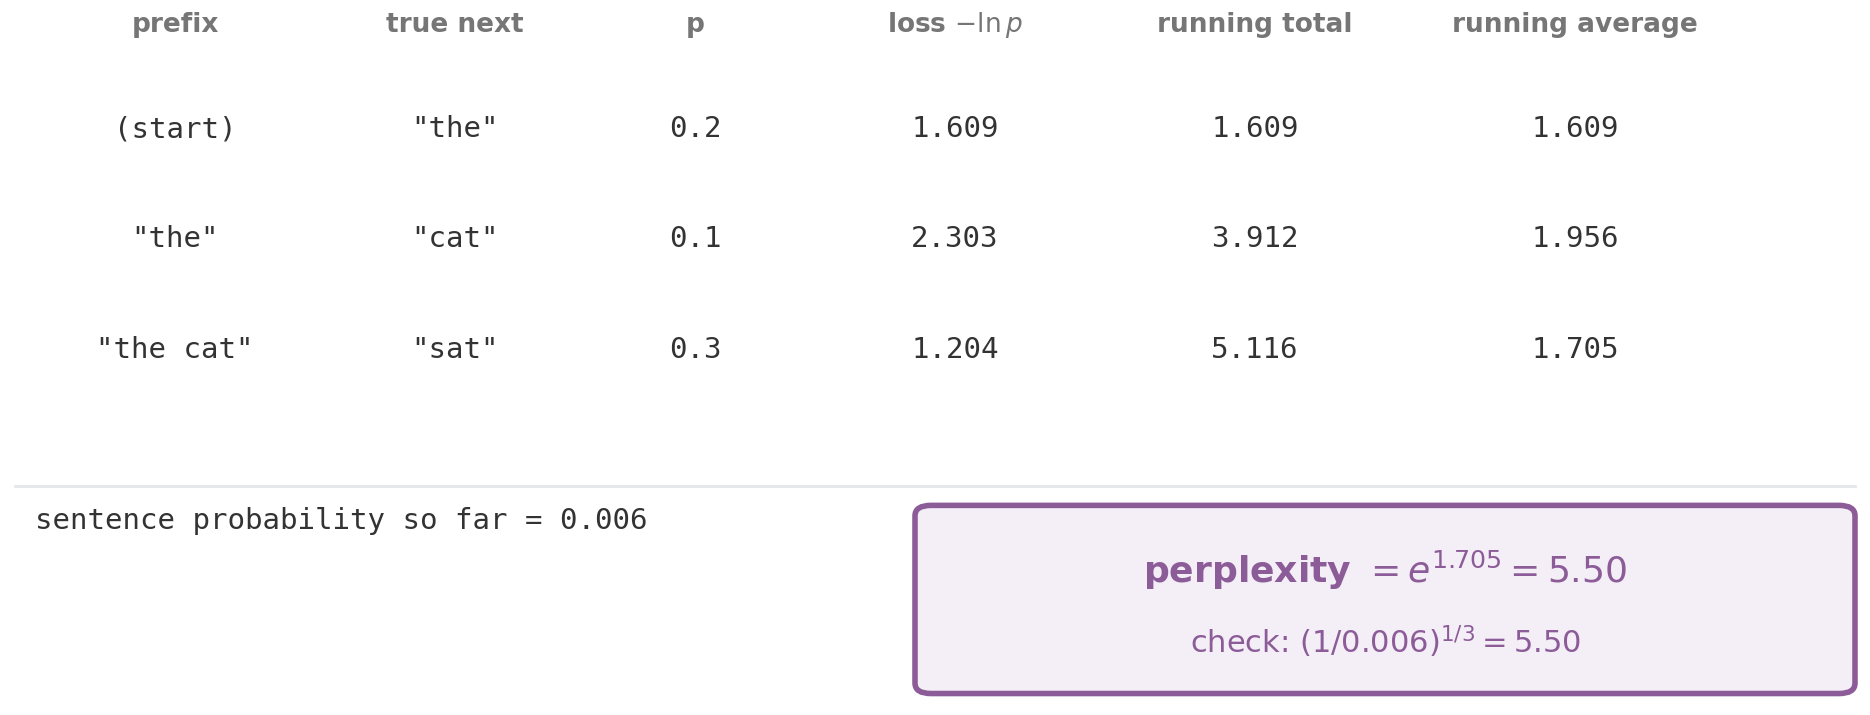 prefix true next p loss −ln p running total running average
(start) "the" 0.2 1.609 1.609 1.609
"the" "cat" 0.1 2.303 3.912 1.956
"the cat" "sat" 0.3 1.204 5.116 1.705
sentence probability so far = 0.006
perplexity = e^{1.705} = 5.50
check: (1/0.006)^{1/3} = 5.50